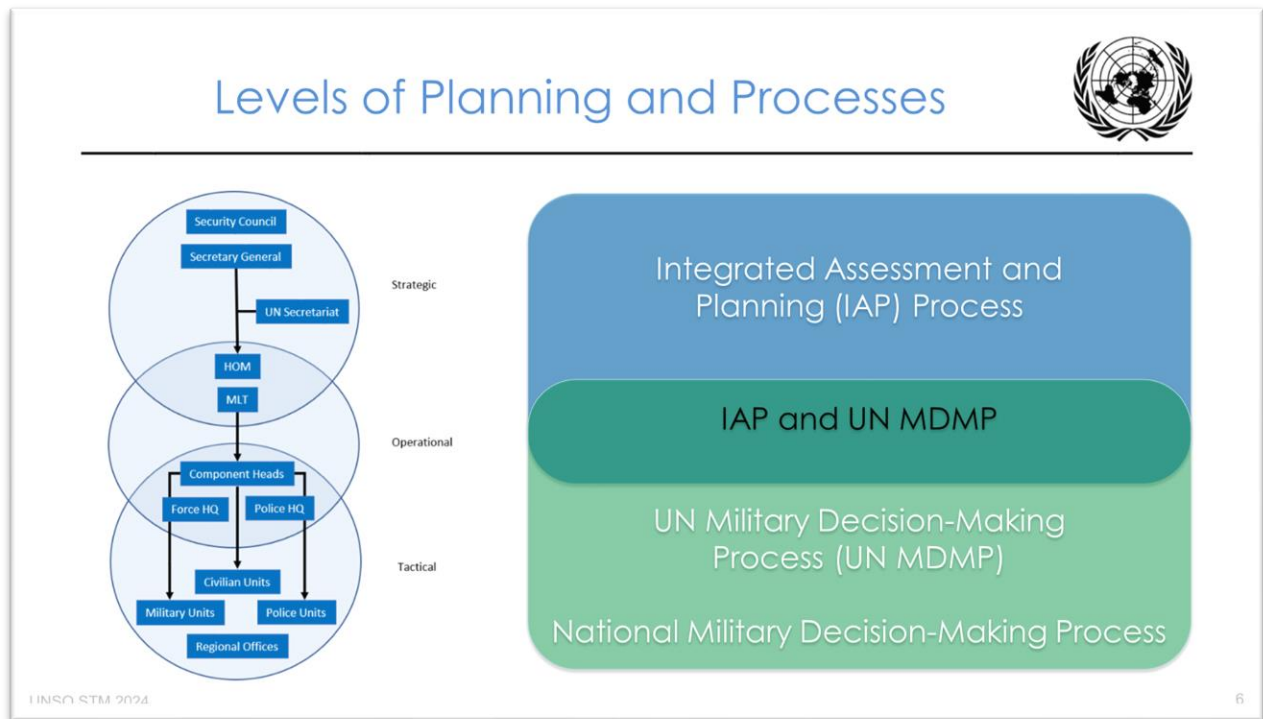 Levels of Planning and Processes
Security Council
Secretary General
UN Secretariat
HOM
MLT
Component Heads
Force HQ
Police HQ
Civilian Units
Military Units
Police Units
Regional Offices
Strategic
Operational
Tactical
Integrated Assessment and
Planning (IAP) Process
IAP and UN MDMP
UN Military Decision-Making
Process (UN MDMP)
National Military Decision-Making Process
UNSO STM 2024
6